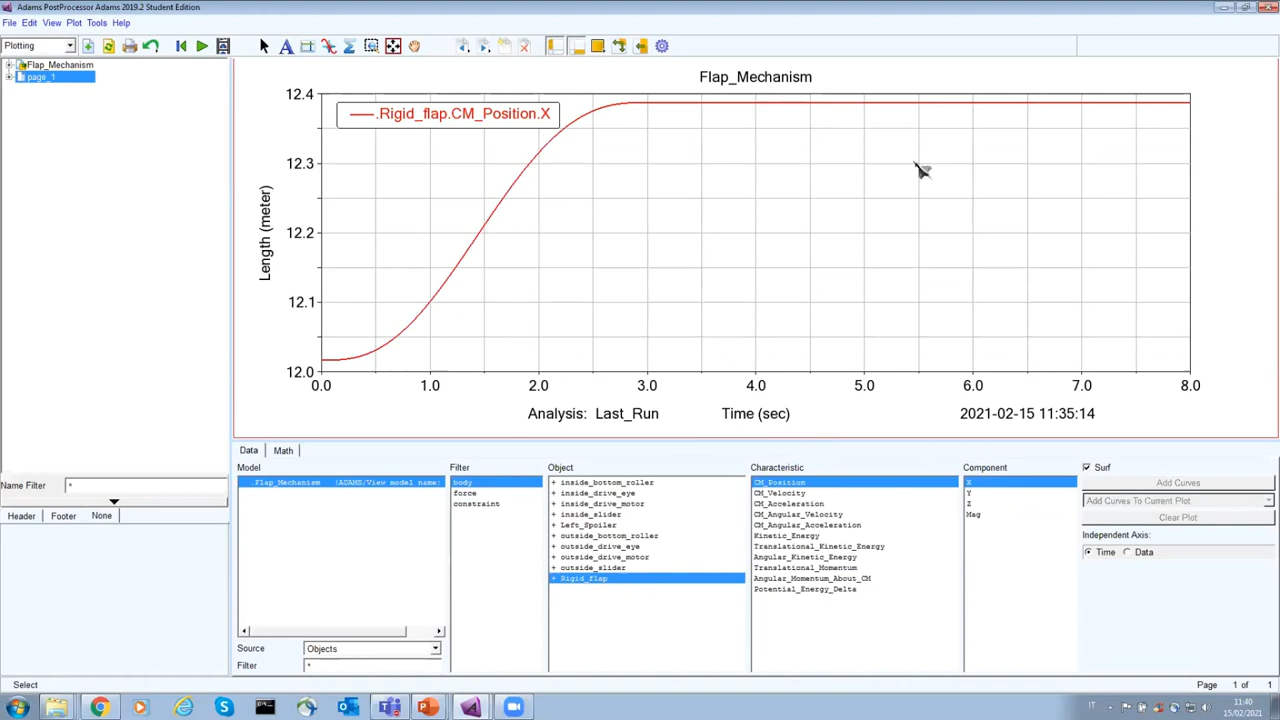 Adams PostProcessor Adams 2019.2 Student Edition
File Edit View Plot Tools Help
Plotting
Flap_Mechanism
page_1
Flap_Mechanism
.Rigid_flap.CM_Position.X
12.4
12.3
12.2
12.1
12.0
Length (meter)
0.0 1.0 2.0 3.0 4.0 5.0 6.0 7.0 8.0
Analysis: Last_Run Time (sec) 2021-02-15 11:35:14
Name Filter *
Header Footer None
Data Math
Model Filter Object Characteristic Component Surf
.Flap_Mechanism (ADAMS/View model name:
body
force
constraint
+ inside_bottom_roller
+ inside_drive_eye
+ inside_drive_motor
+ inside_slider
+ Left_Spoiler
+ outside_bottom_roller
+ outside_drive_eye
+ outside_drive_motor
+ outside_slider
+ Rigid_flap
CM_Position
CM_Velocity
CM_Acceleration
CM_Angular_Velocity
CM_Angular_Acceleration
Kinetic_Energy
Translational_Kinetic_Energy
Angular_Kinetic_Energy
Translational_Momentum
Angular_Momentum_About_CM
Potential_Energy_Delta
X
Y
Z
Mag
Add Curves
Add Curves To Current Plot
Clear Plot
Independent Axis:
Time Data
Source Objects
Filter *
Select Page 1 of 1
IT 11:40
15/02/2021